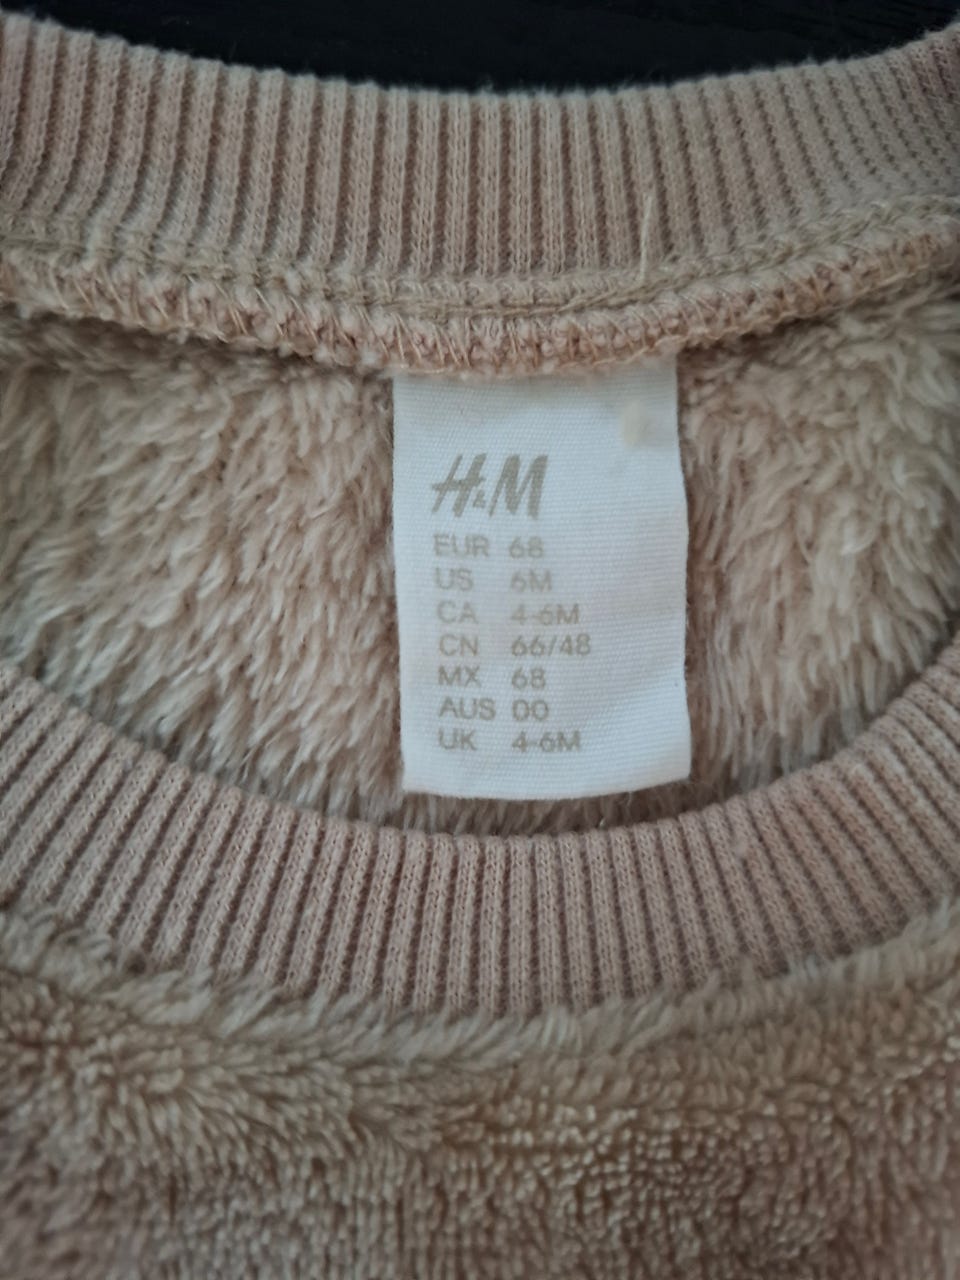 H&M
EUR 68
US 6M
CA 4-6M
CN 66/48
MX 68
AUS 00
UK 4-6M